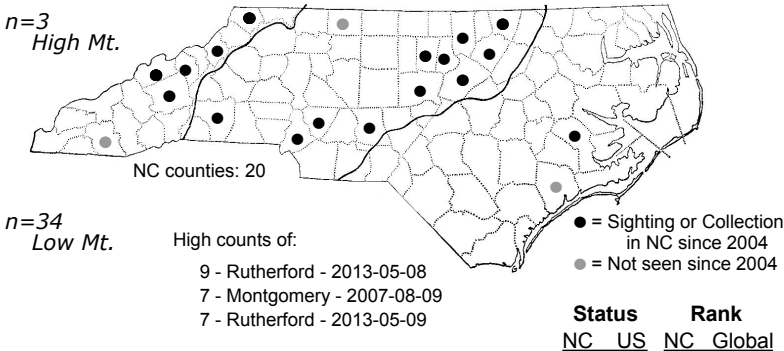 n=3
High Mt.
NC counties: 20
n=34
Low Mt.
High counts of:
9 - Rutherford - 2013-05-08
7 - Montgomery - 2007-08-09
7 - Rutherford - 2013-05-09
= Sighting or Collection
in NC since 2004
= Not seen since 2004
Status Rank
NC US NC Global